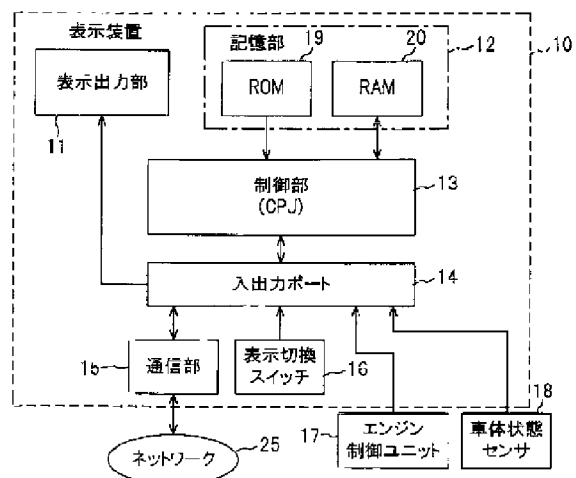 表示装置
記憶部
19
20
12
10
表示出力部
ROM
RAM
11
制御部
(CPJ)
13
入出力ポート
14
15
通信部
表示切換
スイッチ
16
18
17
エンジン
制御ユニット
車体状態
センサ
ネットワーク
25